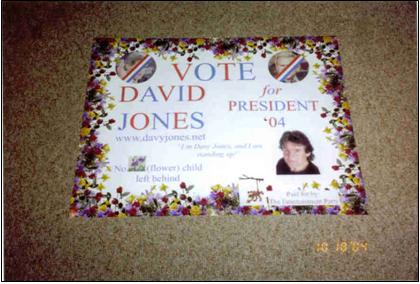 VOTE
DAVID for
JONES PRESIDENT
'04
www.davyjones.net
"I'm Davy Jones, and I am
standing up"
No (flower) child
left behind
Paid for by
The Entertainment Party
10 18 '04